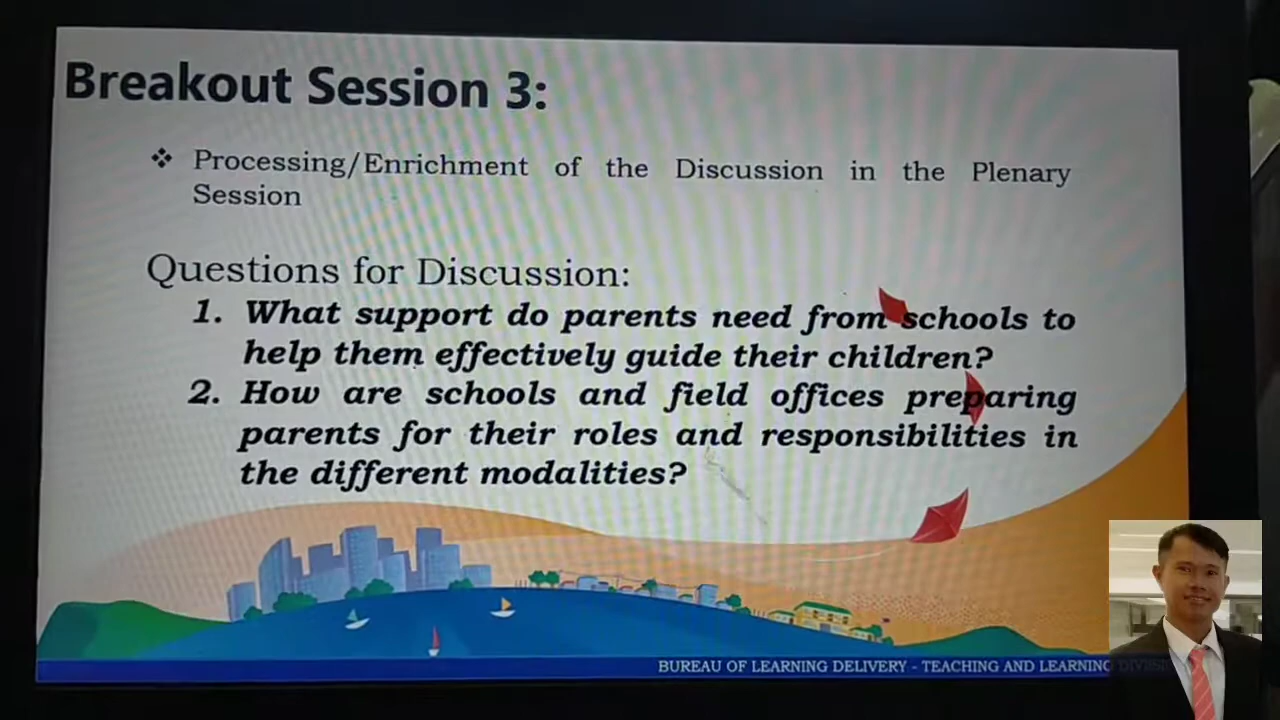 Breakout Session 3:
❖ Processing/Enrichment of the Discussion in the Plenary
Session
Questions for Discussion:
1. What support do parents need from schools to
help them effectively guide their children?
2. How are schools and field offices preparing
parents for their roles and responsibilities in
the different modalities?
BUREAU OF LEARNING DELIVERY - TEACHING AND LEARNING